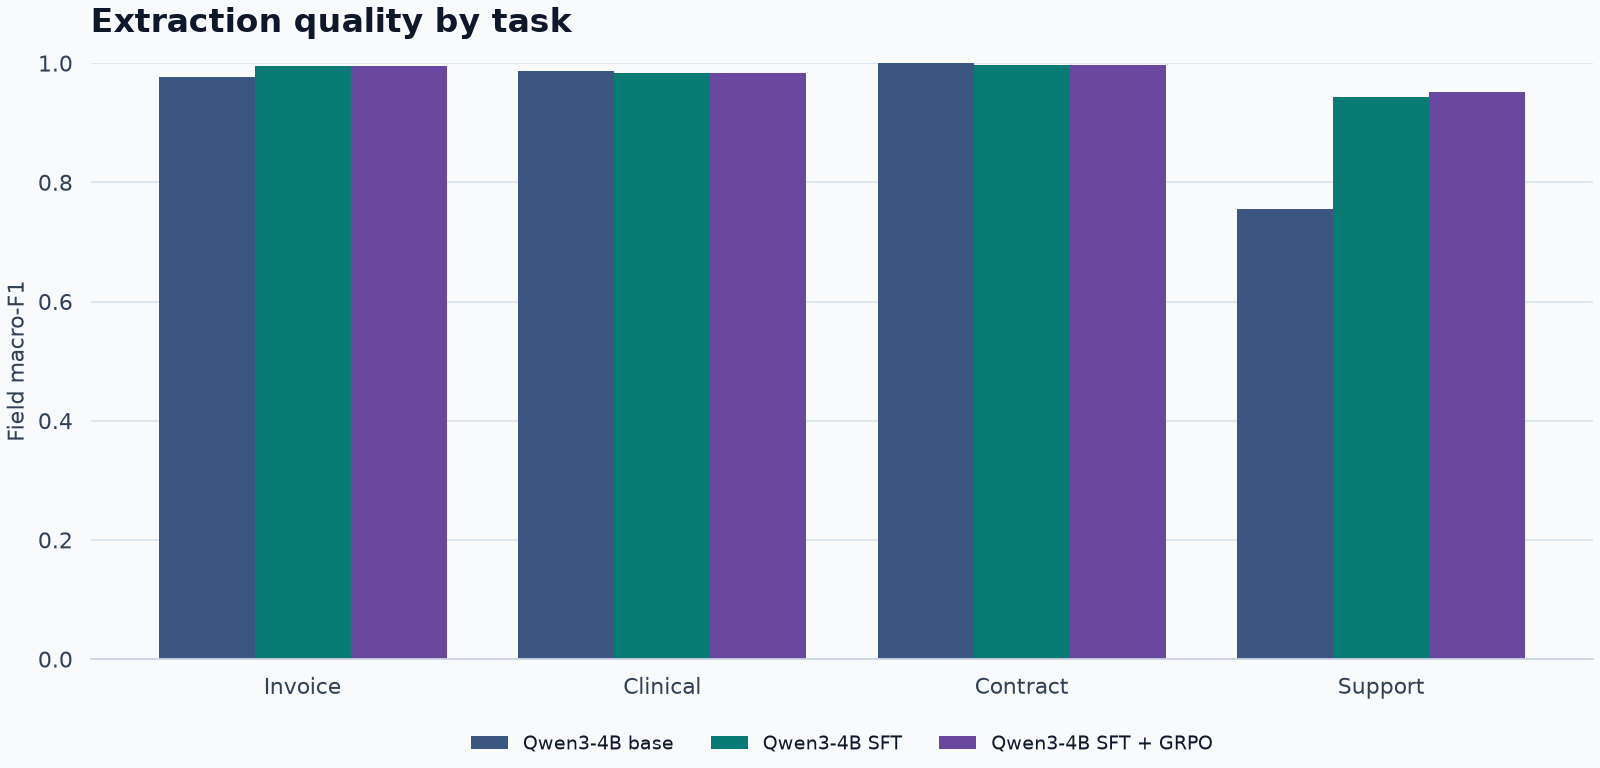 Extraction quality by task
Field macro-F1
1.0
0.8
0.6
0.4
0.2
0.0
Invoice Clinical Contract Support
Qwen3-4B base Qwen3-4B SFT Qwen3-4B SFT + GRPO